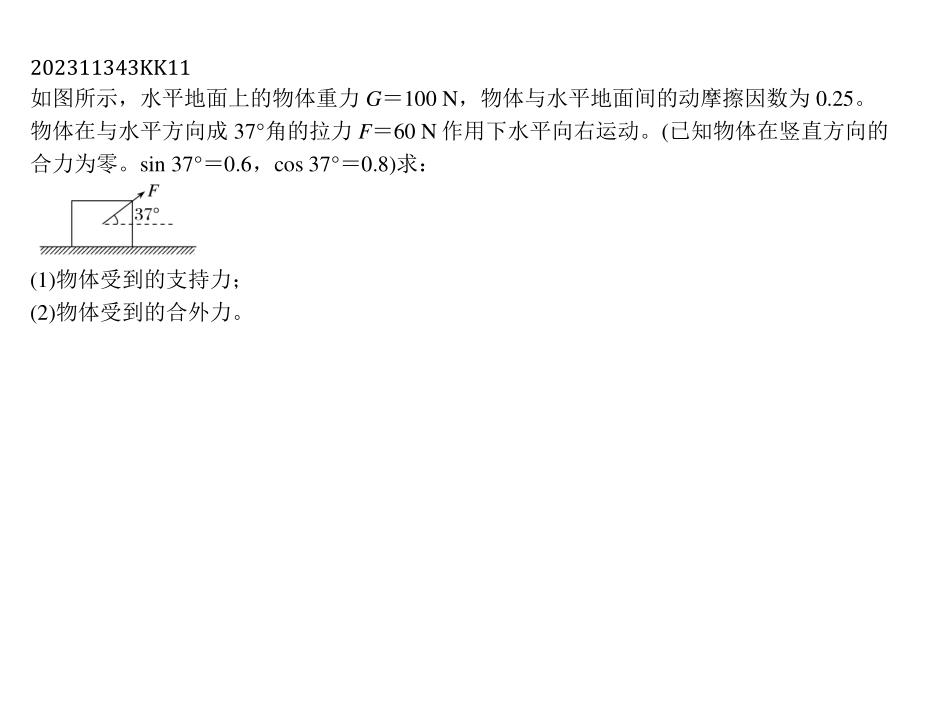 202311343KK11
如图所示，水平地面上的物体重力 G＝100 N，物体与水平地面间的动摩擦因数为 0.25。
物体在与水平方向成 37°角的拉力 F＝60 N 作用下水平向右运动。(已知物体在竖直方向的
合力为零。sin 37°＝0.6，cos 37°＝0.8)求：
F
37°
(1)物体受到的支持力；
(2)物体受到的合外力。